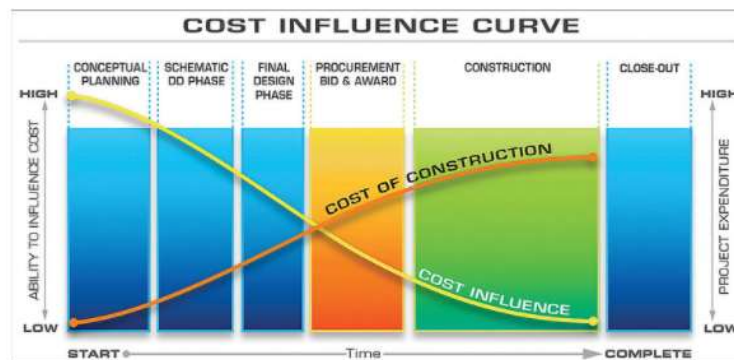 COST INFLUENCE CURVE
CONCEPTUAL
PLANNING
SCHEMATIC
DD PHASE
FINAL
DESIGN
PHASE
PROCUREMENT
BID & AWARD
CONSTRUCTION
CLOSE-OUT
HIGH
HIGH
ABILITY TO INFLUENCE COST
COST OF CONSTRUCTION
COST INFLUENCE
PROJECT EXPENDITURE
LOW
LOW
START
Time
COMPLETE